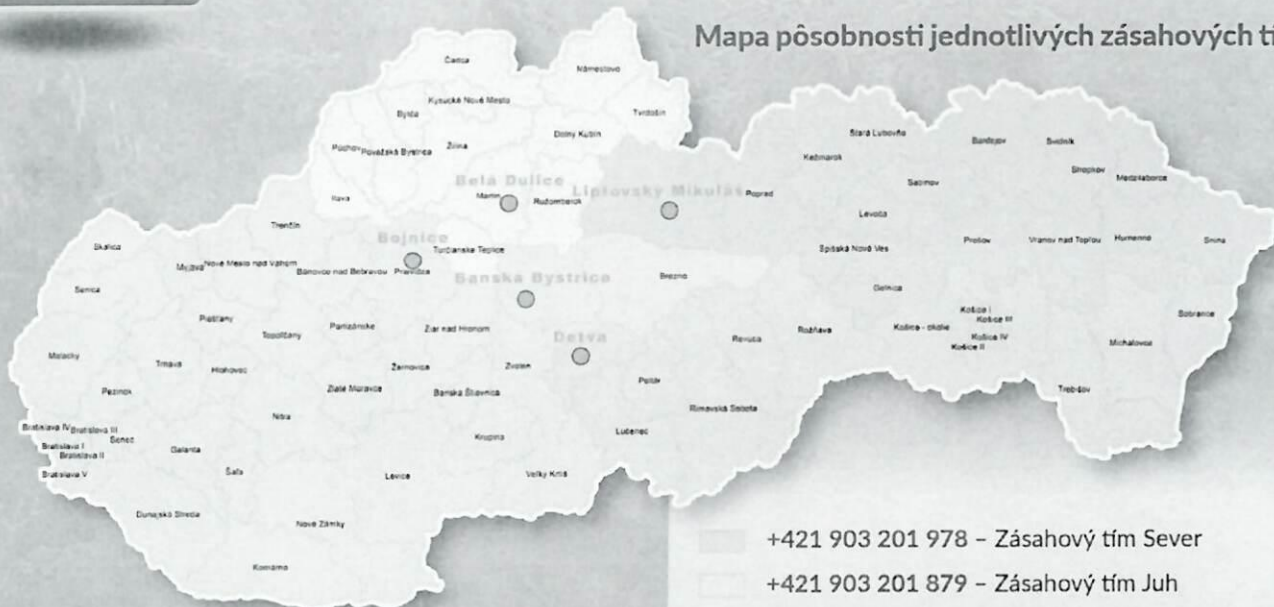 Mapa pôsobnosti jednotlivých zásahových tí
Čadca
Námestovo
Kysucké Nové Mesto
Bytča
Tvrdošín
Dolný Kubín
Žilina
Púchov
Považská Bystrica
Stará Ľubovňa
Bardejov
Svidník
Kežmarok
Stropkov
Medzilaborce
Sabinov
Belá Dulice
Liptovský Mikuláš
Poprad
Ilava
Martin
Ružomberok
Levoča
Trenčín
Bojnice
Turčianske Teplice
Spišská Nová Ves
Prešov
Vranov nad Topľou
Humenné
Snina
Skalica
Myjava
Nové Mesto nad Váhom
Bánovce nad Bebravou
Prievidza
Banská Bystrica
Brezno
Gelnica
Senica
Piešťany
Topoľčany
Partizánske
Žiar nad Hronom
Detva
Revúca
Rožňava
Košice - okolie
Košice I
Košice III
Košice IV
Košice II
Sobrance
Michalovce
Malacky
Trnava
Hlohovec
Žarnovica
Zvolen
Poltár
Pezinok
Zlaté Moravce
Banská Štiavnica
Trebišov
Rimavská Sobota
Nitra
Bratislava IV
Bratislava III
Bratislava I
Bratislava II
Senec
Bratislava V
Galanta
Krupina
Lučenec
Šaľa
Levice
Veľký Krtíš
Dunajská Streda
Nové Zámky
Komárno
+421 903 201 978 – Zásahový tím Sever
+421 903 201 879 – Zásahový tím Juh